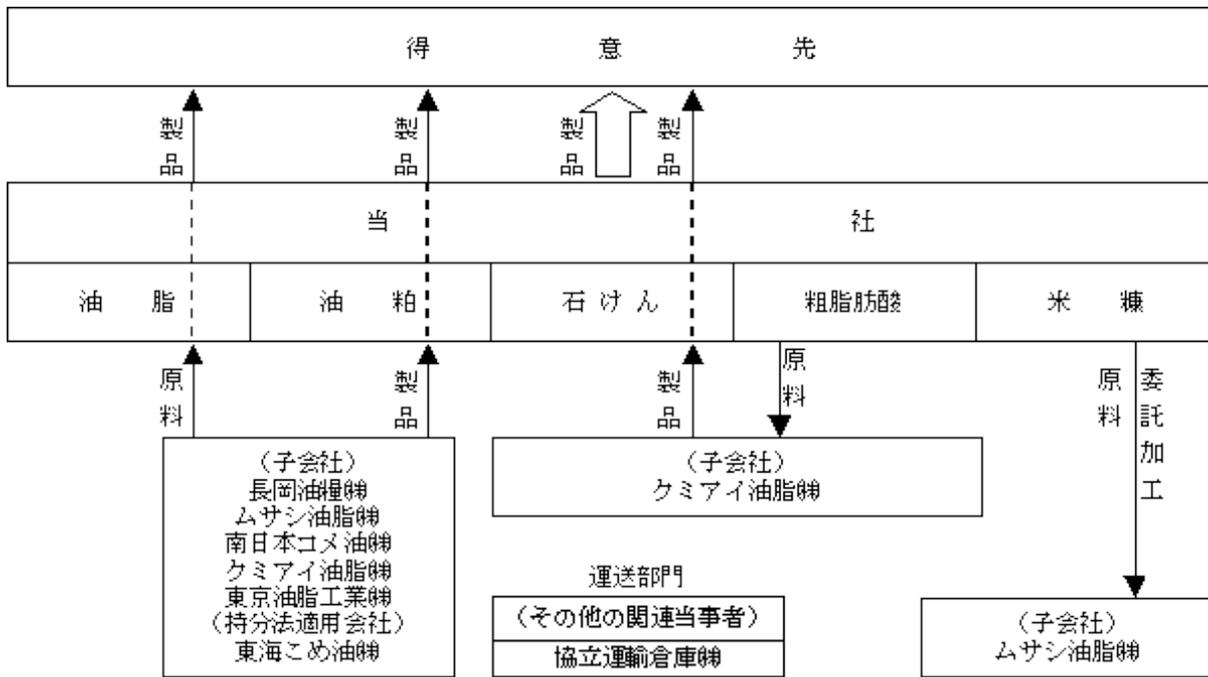 得意先
製品
製品
製品
製品
当社
油脂
油粕
石けん
粗脂肪酸
米糠
原料
製品
製品
原料
原料
委託加工
（子会社）
長岡油糧㈱
ムサシ油脂㈱
南日本コメ油㈱
クミアイ油脂㈱
東京油脂工業㈱
（持分法適用会社）
東海こめ油㈱
（子会社）
クミアイ油脂㈱
運送部門
（その他の関連当事者）
協立運輸倉庫㈱
（子会社）
ムサシ油脂㈱